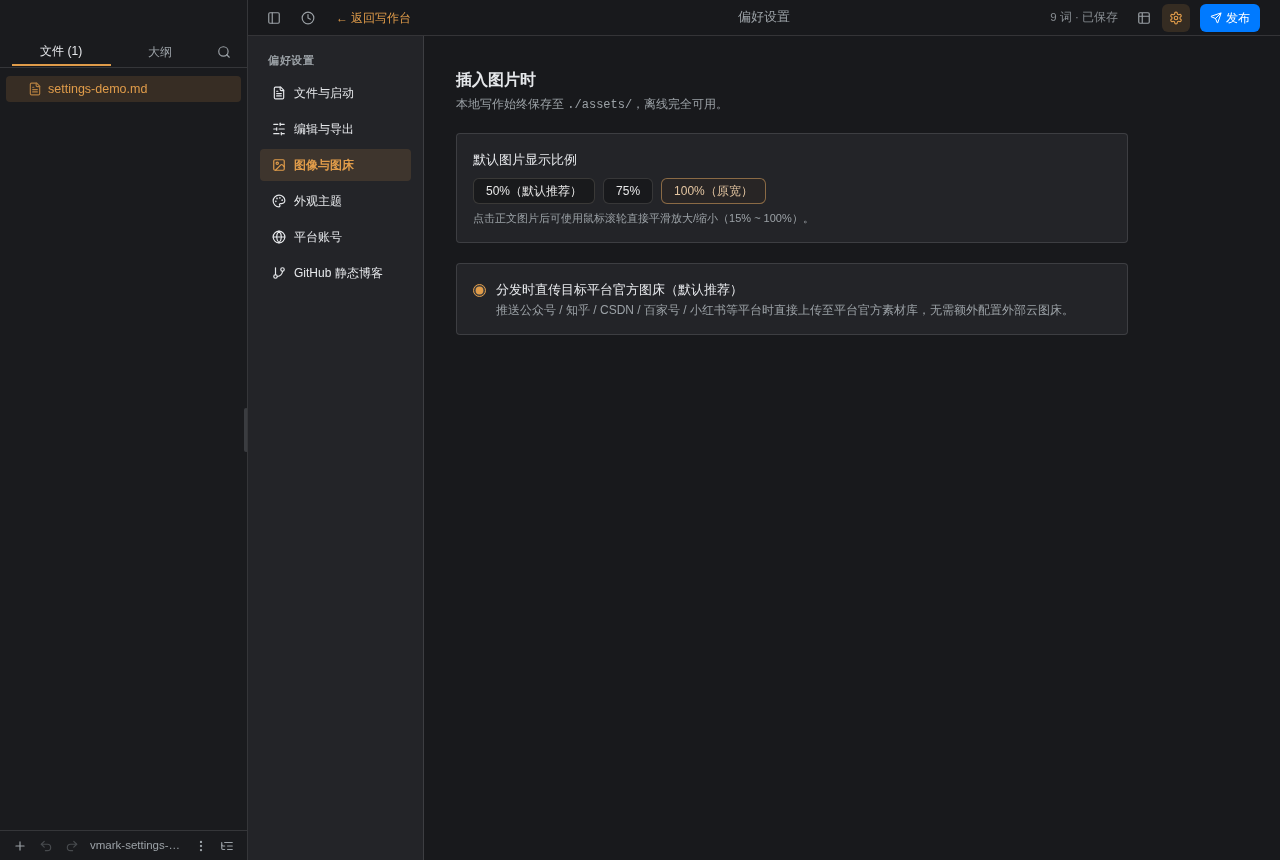 ← 返回写作台
偏好设置
9 词 · 已保存
发布
文件 (1)
大纲
settings-demo.md
偏好设置
文件与启动
编辑与导出
图像与图床
外观主题
平台账号
GitHub 静态博客
插入图片时
本地写作始终保存至 ./assets/，离线完全可用。
默认图片显示比例
50%（默认推荐）
75%
100%（原宽）
点击正文图片后可使用鼠标滚轮直接平滑放大/缩小（15% ~ 100%）。
分发时直传目标平台官方图床（默认推荐）
推送公众号 / 知乎 / CSDN / 百家号 / 小红书等平台时直接上传至平台官方素材库，无需额外配置外部云图床。
vmark-settings-…